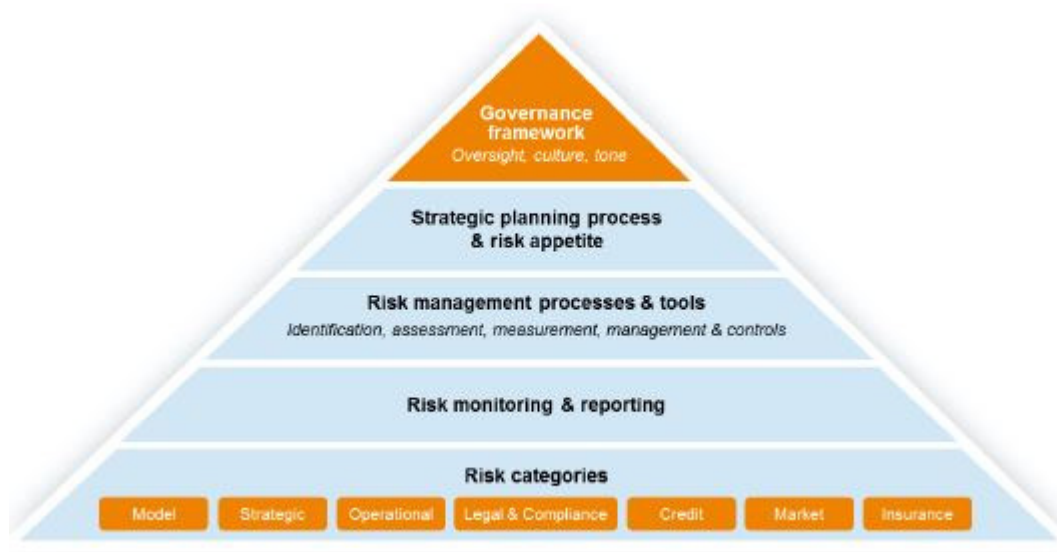 Governance
framework
Oversight, culture, tone
Strategic planning process
& risk appetite
Risk management processes & tools
Identification, assessment, measurement, management & controls
Risk monitoring & reporting
Risk categories
Model Strategic Operational Legal & Compliance Credit Market Insurance